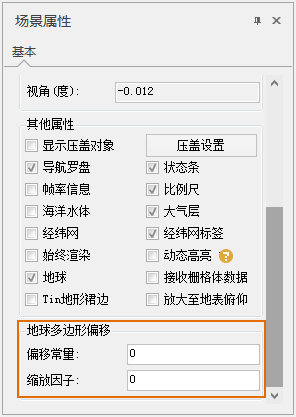 场景属性
基本
视角(度): -0.012
其他属性
显示压盖对象 压盖设置
导航罗盘 状态条
帧率信息 比例尺
海洋水体 大气层
经纬网 经纬网标签
始终渲染 动态高亮 ?
地球 接收栅格体数据
Tin地形裙边 放大至地表俯仰
地球多边形偏移
偏移常量: 0
缩放因子: 0